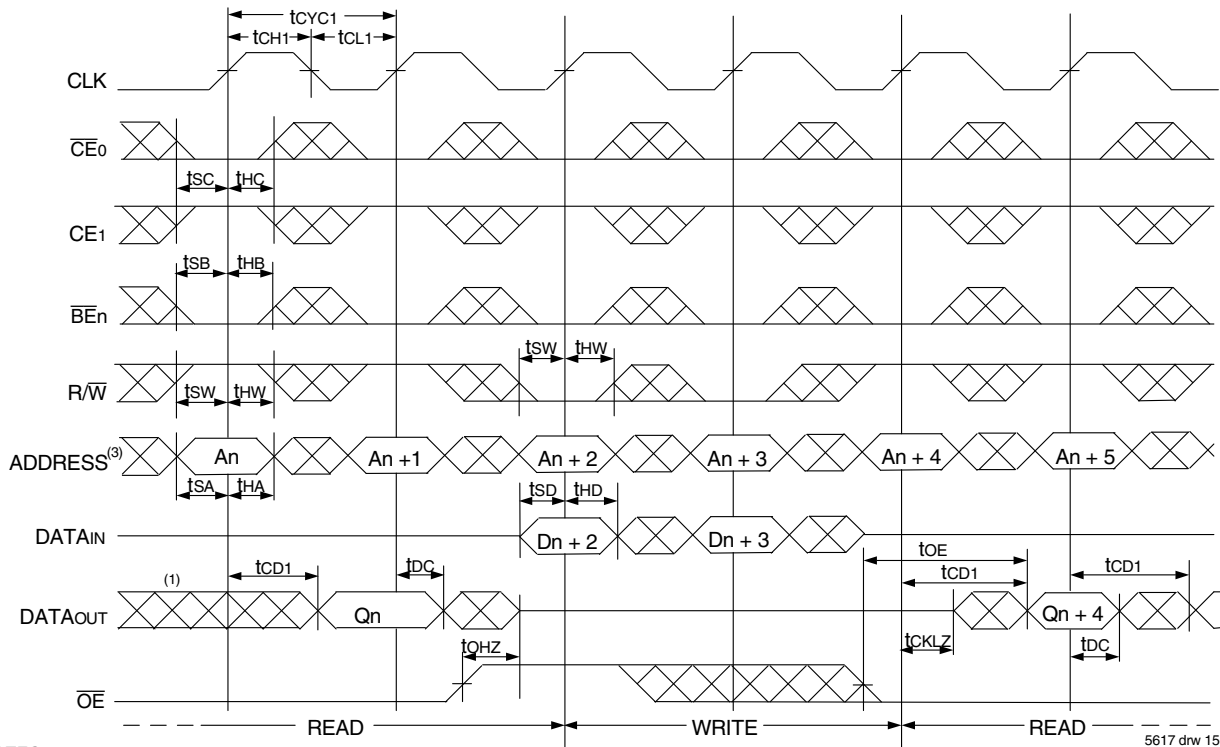 tCYC1
tCH1 tCL1
CLK
CE0
tSC tHC
CE1
tSB tHB
BEn
tSW tHW
R/W
tSW tHW
ADDRESS(3) An An +1 An + 2 An + 3 An + 4 An + 5
tSA tHA tSD tHD
DATAIN Dn + 2 Dn + 3
tOE
(1) tCD1 tDC tCD1 tCD1
DATAOUT Qn Qn + 4
tOHZ tCKLZ tDC
OE
READ WRITE READ
5617 drw 15